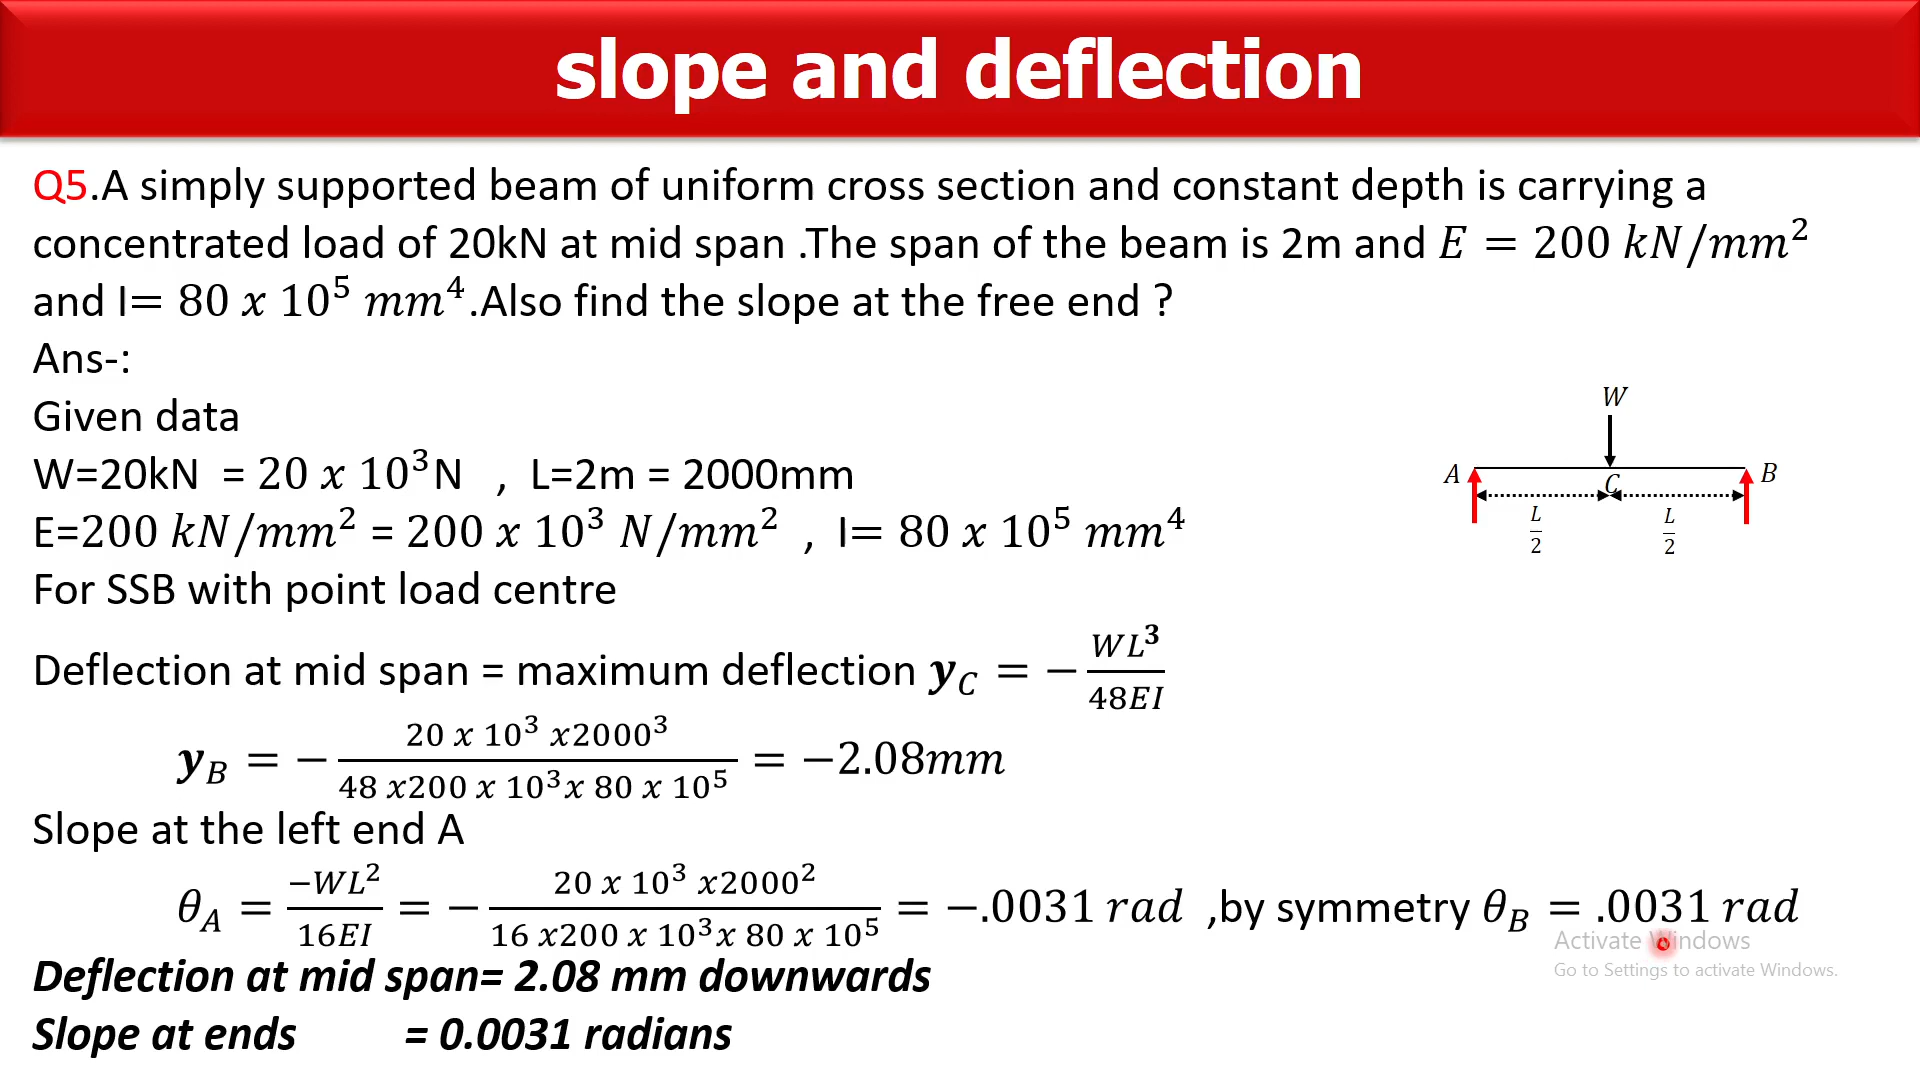 slope and deflection
Q5.A simply supported beam of uniform cross section and constant depth is carrying a
concentrated load of 20kN at mid span .The span of the beam is 2m and E = 200 kN/mm²
and I= 80 x 10⁵ mm⁴.Also find the slope at the free end ?
Ans-:
Given data
W=20kN = 20 x 10³N , L=2m = 2000mm
E=200 kN/mm² = 200 x 10³ N/mm² , I= 80 x 10⁵ mm⁴
For SSB with point load centre
Deflection at mid span = maximum deflection y_C = − WL³/48EI
y_B = − 20 x 10³ x2000³/48 x200 x 10³x 80 x 10⁵ = −2.08mm
Slope at the left end A
θ_A = −WL²/16EI = − 20 x 10³ x2000²/16 x200 x 10³x 80 x 10⁵ = −.0031 rad ,by symmetry θ_B = .0031 rad
Deflection at mid span= 2.08 mm downwards
Slope at ends = 0.0031 radians
W
A
C
B
L/2
L/2
Activate Windows
Go to Settings to activate Windows.